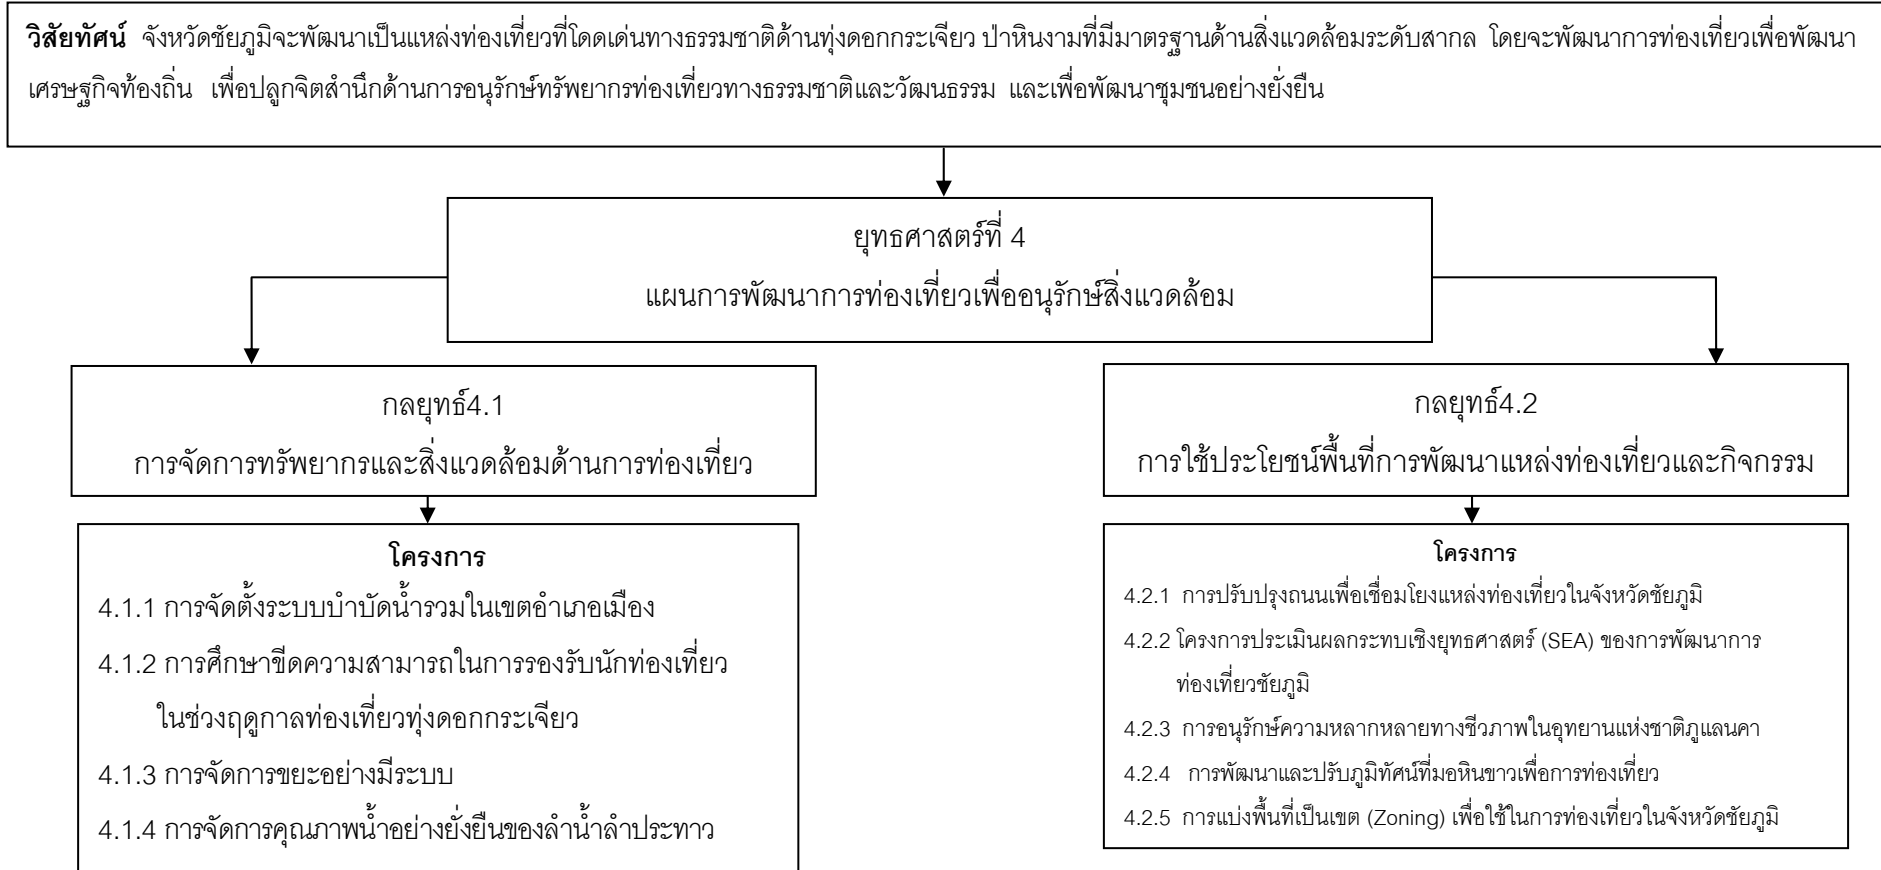 วิสัยทัศน์ จังหวัดชัยภูมิจะพัฒนาเป็นแหล่งท่องเที่ยวที่โดดเด่นทางธรรมชาติด้านทุ่งดอกกระเจียว ป่าหินงามที่มีมาตรฐานด้านสิ่งแวดล้อมระดับสากล โดยจะพัฒนาการท่องเที่ยวเพื่อพัฒนา
เศรษฐกิจท้องถิ่น เพื่อปลูกจิตสำนึกด้านการอนุรักษ์ทรัพยากรท่องเที่ยวทางธรรมชาติและวัฒนธรรม และเพื่อพัฒนาชุมชนอย่างยั่งยืน
ยุทธศาสตร์ที่ 4
แผนการพัฒนาการท่องเที่ยวเพื่ออนุรักษ์สิ่งแวดล้อม
กลยุทธ์4.1
การจัดการทรัพยากรและสิ่งแวดล้อมด้านการท่องเที่ยว
โครงการ
4.1.1 การจัดตั้งระบบบำบัดน้ำรวมในเขตอำเภอเมือง
4.1.2 การศึกษาขีดความสามารถในการรองรับนักท่องเที่ยว
ในช่วงฤดูกาลท่องเที่ยวทุ่งดอกกระเจียว
4.1.3 การจัดการขยะอย่างมีระบบ
4.1.4 การจัดการคุณภาพน้ำอย่างยั่งยืนของลำน้ำลำประทาว
กลยุทธ์4.2
การใช้ประโยชน์พื้นที่การพัฒนาแหล่งท่องเที่ยวและกิจกรรม
โครงการ
4.2.1 การปรับปรุงถนนเพื่อเชื่อมโยงแหล่งท่องเที่ยวในจังหวัดชัยภูมิ
4.2.2 โครงการประเมินผลกระทบเชิงยุทธศาสตร์ (SEA) ของการพัฒนาการ
ท่องเที่ยวชัยภูมิ
4.2.3 การอนุรักษ์ความหลากหลายทางชีวภาพในอุทยานแห่งชาติภูแลนคา
4.2.4 การพัฒนาและปรับภูมิทัศน์ที่มอหินขาวเพื่อการท่องเที่ยว
4.2.5 การแบ่งพื้นที่เป็นเขต (Zoning) เพื่อใช้ในการท่องเที่ยวในจังหวัดชัยภูมิ